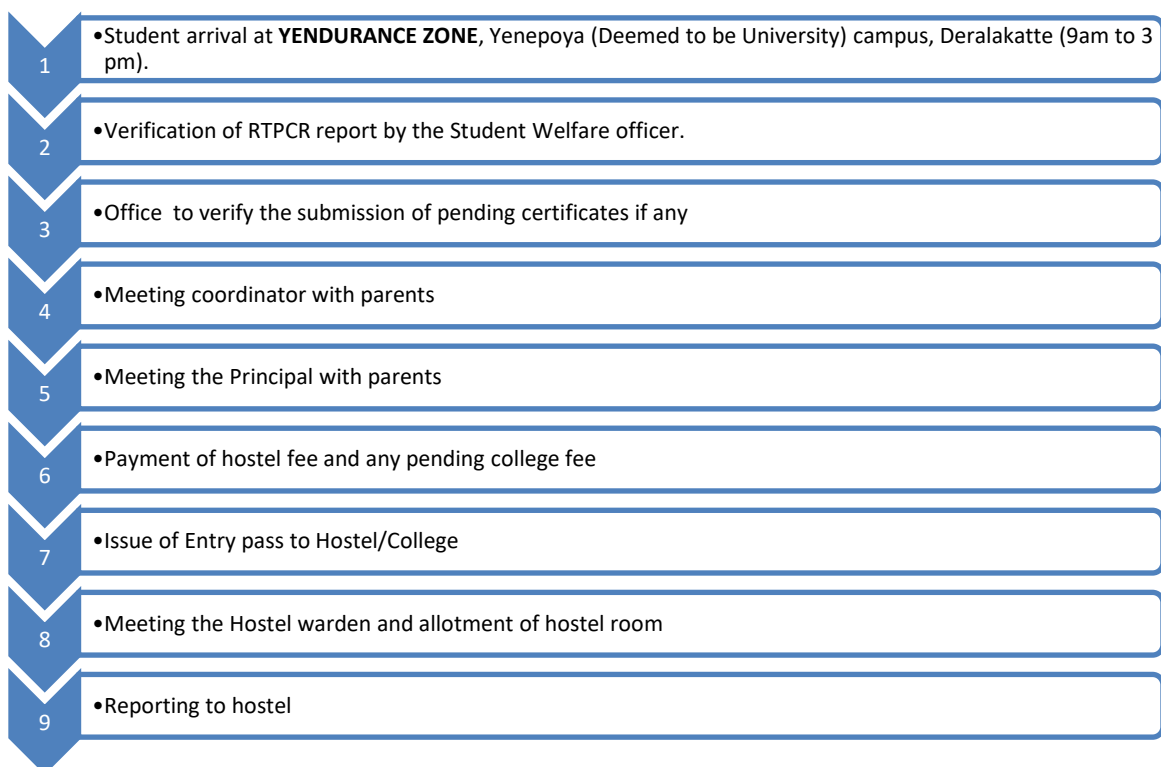 1
•Student arrival at YENDURANCE ZONE, Yenepoya (Deemed to be University) campus, Deralakatte (9am to 3
pm).
2
•Verification of RTPCR report by the Student Welfare officer.
3
•Office to verify the submission of pending certificates if any
4
•Meeting coordinator with parents
5
•Meeting the Principal with parents
6
•Payment of hostel fee and any pending college fee
7
•Issue of Entry pass to Hostel/College
8
•Meeting the Hostel warden and allotment of hostel room
9
•Reporting to hostel